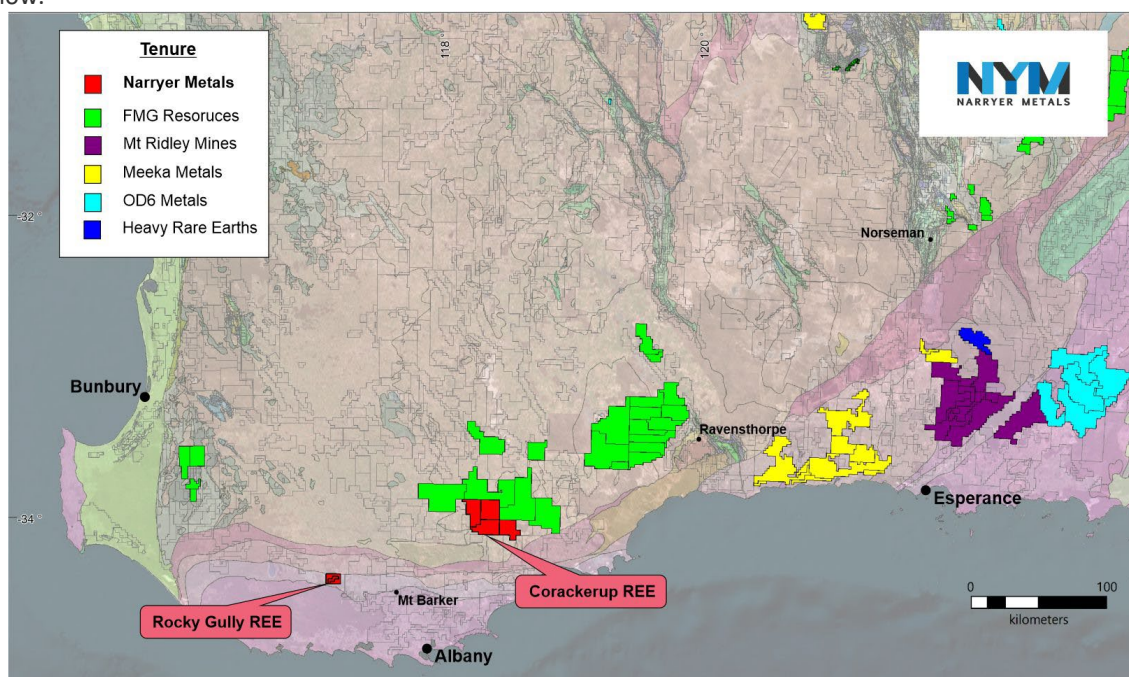 low.
Tenure
Narryer Metals
FMG Resoruces
Mt Ridley Mines
Meeka Metals
OD6 Metals
Heavy Rare Earths
118
120
NYM
NARRYER METALS
-32 °
Norseman
Bunbury
Ravensthorpe
Esperance
-34 °
Corackerup REE
Rocky Gully REE
Mt Barker
Albany
0 100
kilometers